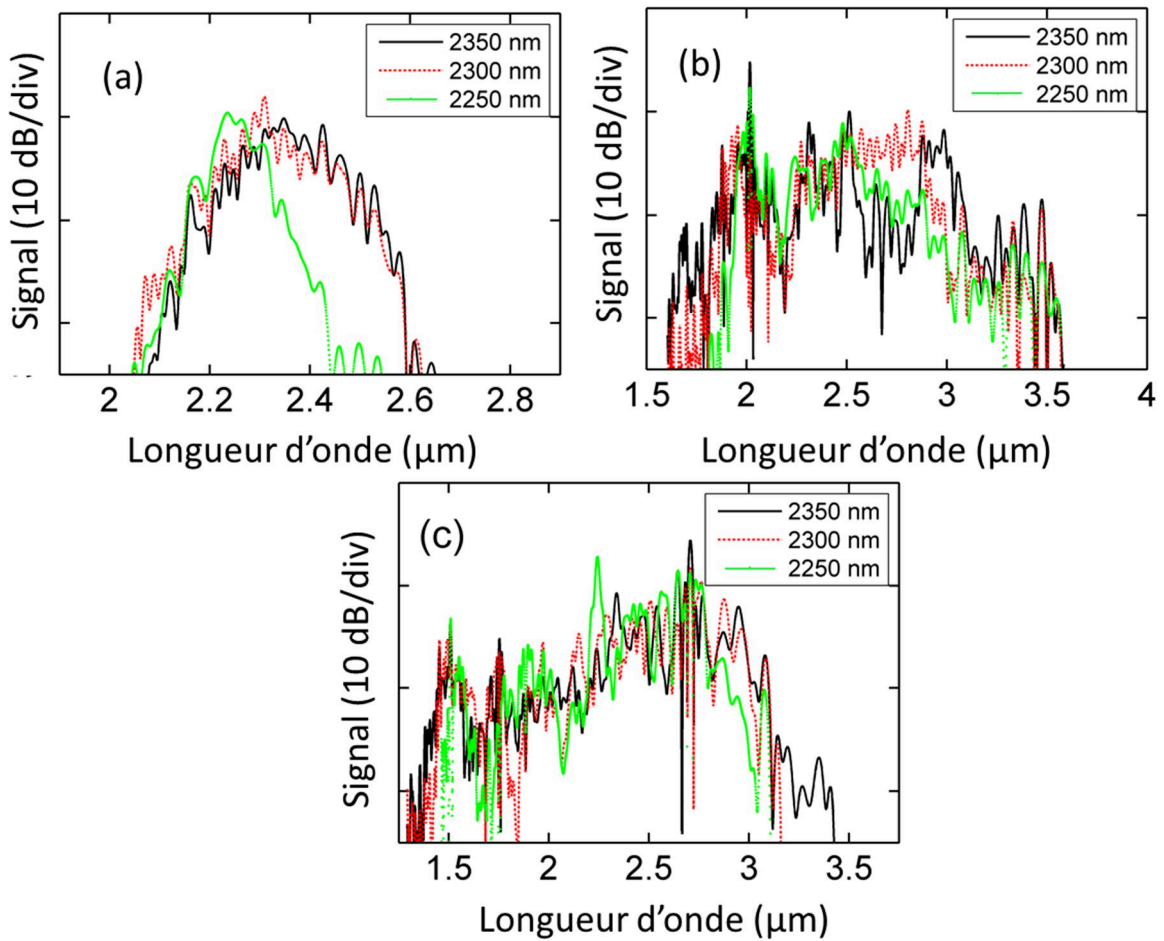 (a)
2350 nm
2300 nm
2250 nm
Signal (10 dB/div)
2 2.2 2.4 2.6 2.8
Longueur d'onde (μm)
(b)
2350 nm
2300 nm
2250 nm
Signal (10 dB/div)
1.5 2 2.5 3 3.5 4
Longueur d'onde (μm)
(c)
2350 nm
2300 nm
2250 nm
Signal (10 dB/div)
1.5 2 2.5 3 3.5
Longueur d'onde (μm)